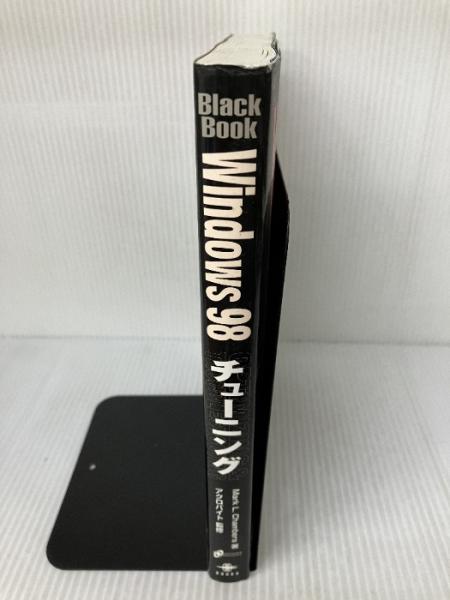 Black
Book
Windows 98
チューニング
Mark L. Chambers 著
アクロバイト 監修